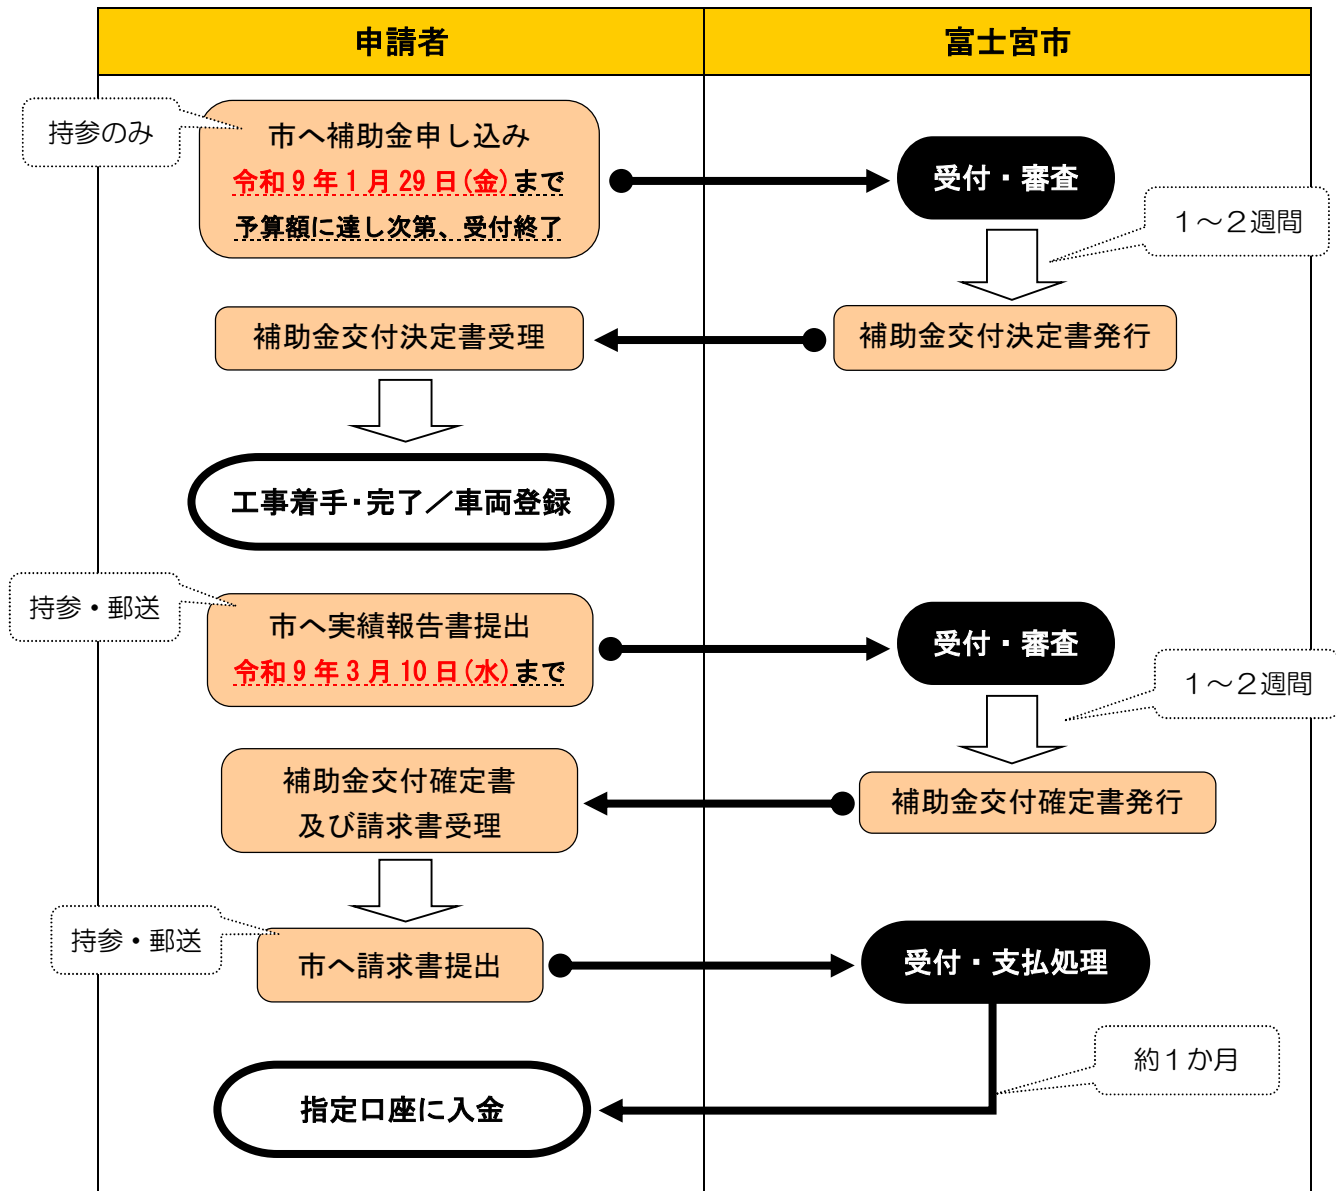 申請者
富士宮市
持参のみ
市へ補助金申し込み
令和9年1月29日(金)まで
予算額に達し次第、受付終了
受付・審査
1～2週間
補助金交付決定書受理
補助金交付決定書発行
工事着手・完了／車両登録
持参・郵送
市へ実績報告書提出
令和9年3月10日(水)まで
受付・審査
1～2週間
補助金交付確定書
及び請求書受理
補助金交付確定書発行
持参・郵送
市へ請求書提出
受付・支払処理
約1か月
指定口座に入金